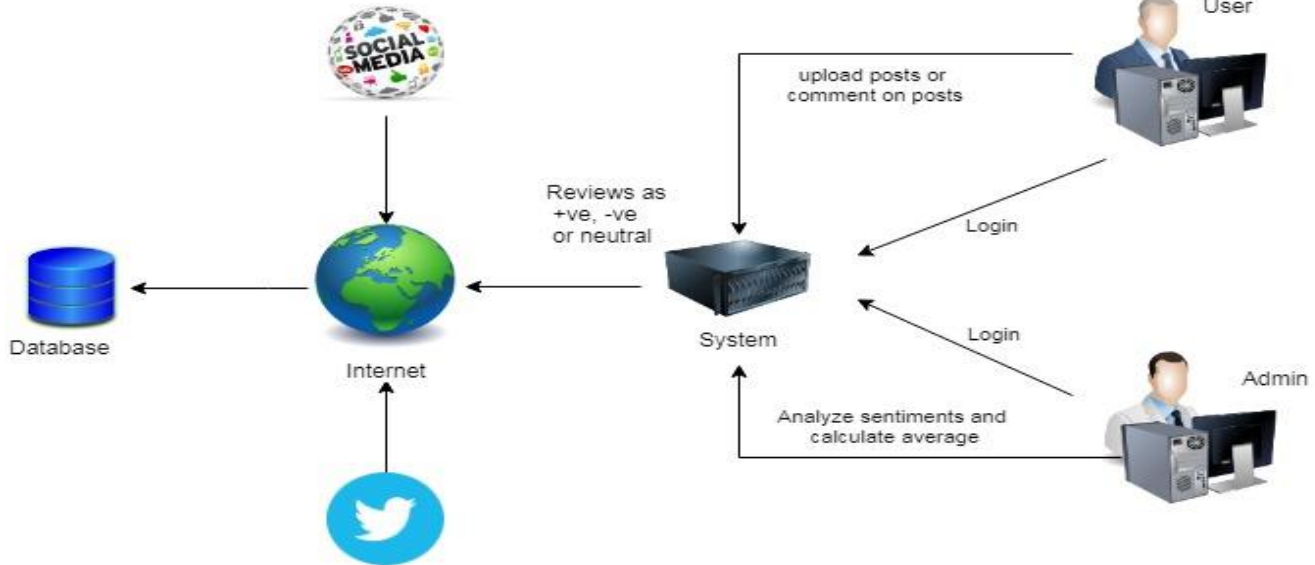 User
SOCIAL
MEDIA
upload posts or
comment on posts
Reviews as
+ve, -ve
or neutral
Login
System
Database
Internet
Login
Admin
Analyze sentiments and
calculate average